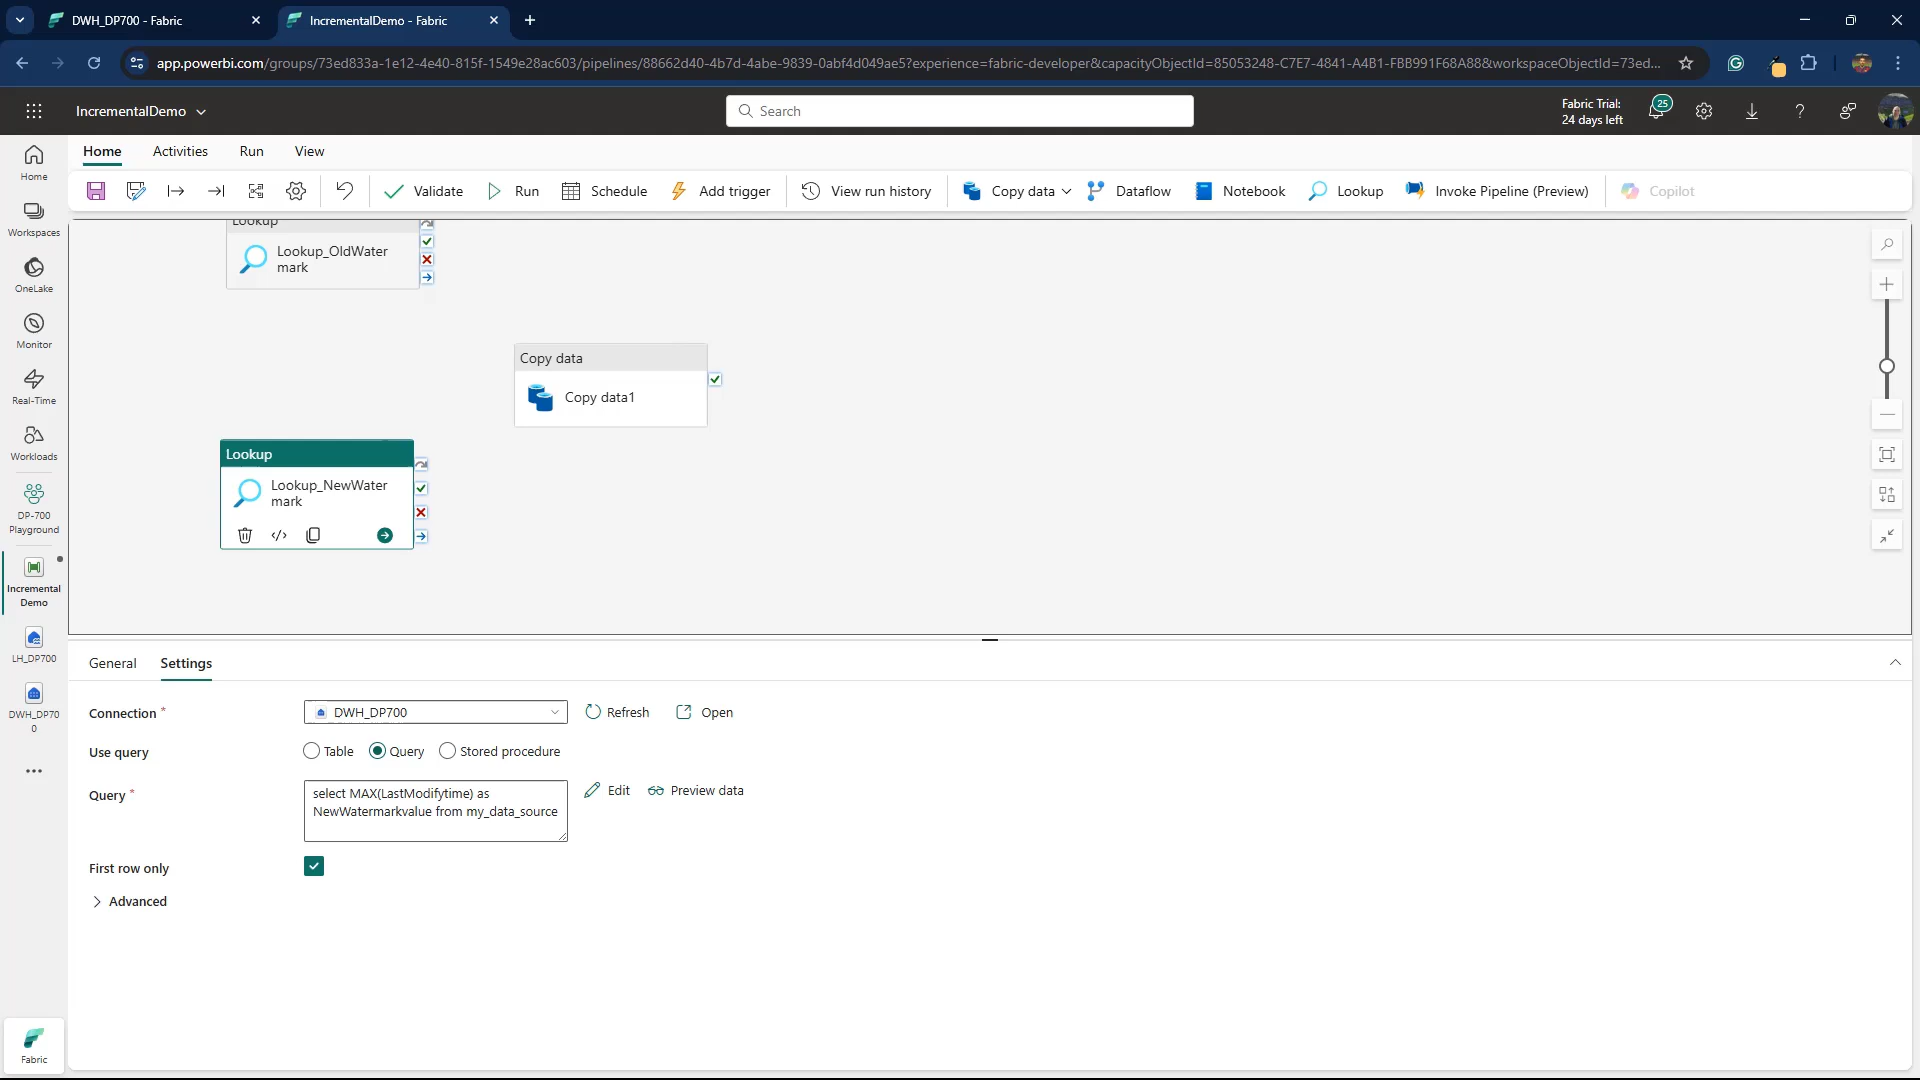 DWH_DP700 - Fabric
IncrementalDemo - Fabric
app.powerbi.com/groups/73ed833a-1e12-4e40-815f-1549e28ac603/pipelines/88662d40-4b7d-4abe-9839-0abf4d049ae5?experience=fabric-developer&capacityObjectId=85053248-C7E7-4841-A4B1-FBB991F68A88&workspaceObjectId=73ed...
IncrementalDemo
Search
Fabric Trial:
24 days left
25
Home
Activities
Run
View
Validate
Run
Schedule
Add trigger
View run history
Copy data
Dataflow
Notebook
Lookup
Invoke Pipeline (Preview)
Copilot
Home
Workspaces
OneLake
Monitor
Real-Time
Workloads
DP-700
Playground
Incremental
Demo
LH_DP700
DWH_DP70
0
Fabric
Lookup
Lookup_OldWater
mark
Copy data
Copy data1
Lookup
Lookup_NewWater
mark
General
Settings
Connection *
DWH_DP700
Refresh
Open
Use query
Table
Query
Stored procedure
Query *
select MAX(LastModifytime) as
NewWatermarkvalue from my_data_source
Edit
Preview data
First row only
Advanced